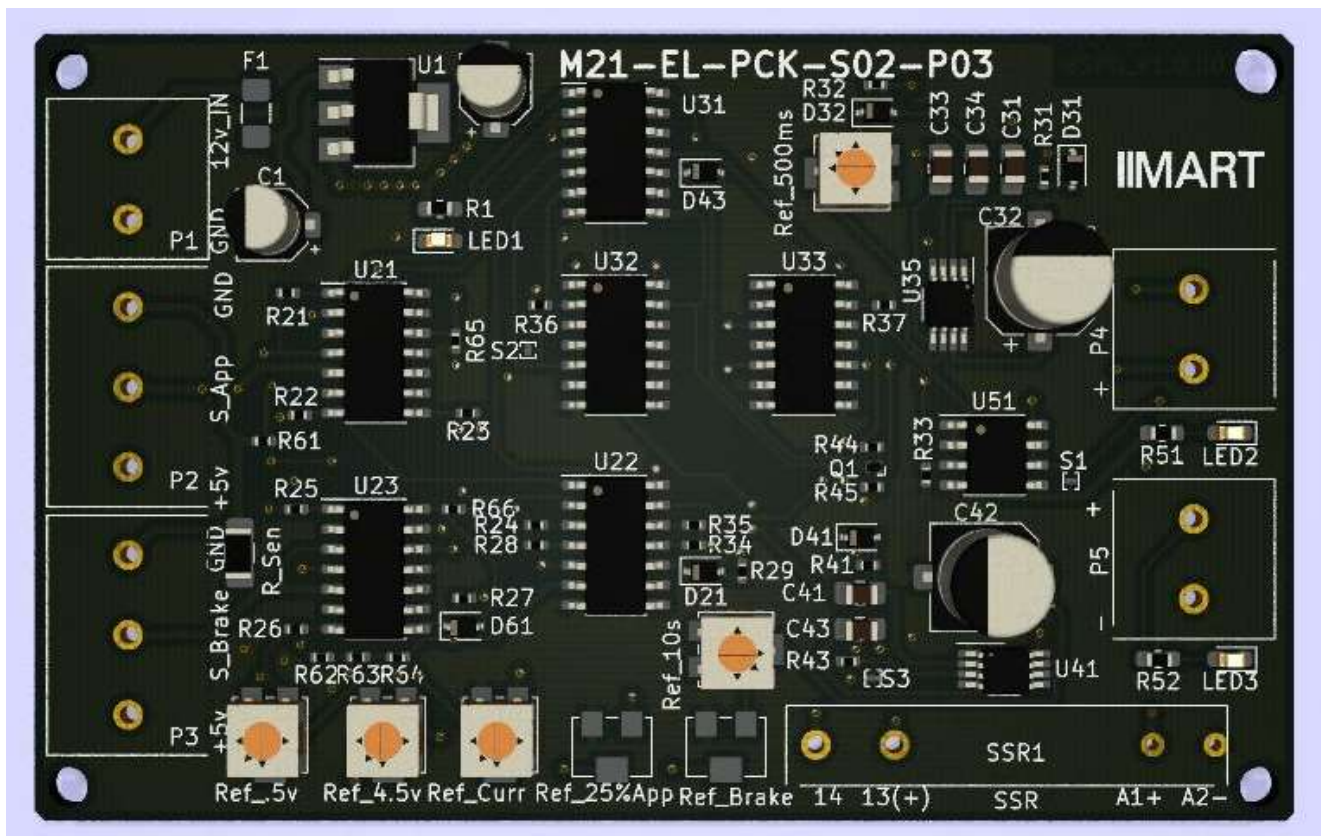 M21-EL-PCK-S02-P03
F1
U1
12v_IN
GND
P1
C1
R1
LED1
U31
D43
R32
D32
Ref_500ms
C33
C34
C31
R31
D31
IIMART
C32
GND
S_App
+5v
P2
R21
U21
R65
R22
R61
R23
R36
S2
U32
U33
R37
U35
P4
+
U51
R51
LED2
R44
Q1
R45
R33
S1
GND
S_Brake
+5v
P3
R25
U23
R_Sen
R26
R66
R24
R28
R27
D61
U22
R35
R34
D21
R29
D41
R41
C41
C43
R43
S3
C42
U41
P5
+
-
R52
LED3
R62
R63
R64
Ref_10s
Ref_.5v
Ref_4.5v
Ref_Curr
Ref_25%App
Ref_Brake
SSR1
14
13(+)
SSR
A1+
A2-